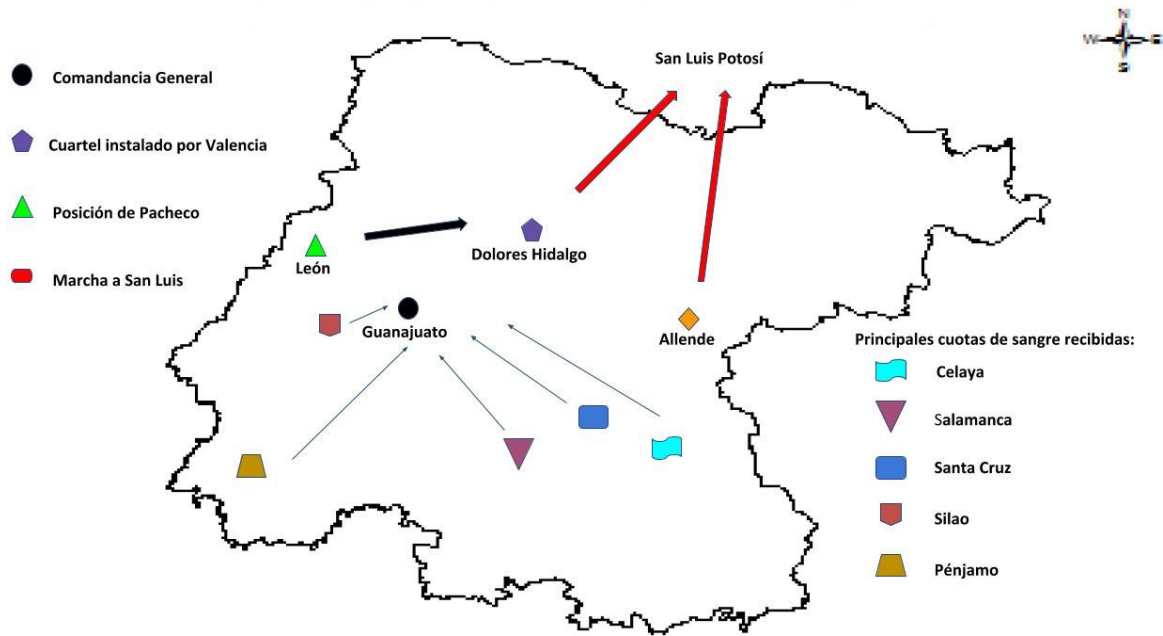 N
W E
S
San Luis Potosí
Comandancia General
Cuartel instalado por Valencia
Posición de Pacheco
Marcha a San Luis
León
Dolores Hidalgo
Guanajuato
Allende
Principales cuotas de sangre recibidas:
Celaya
Salamanca
Santa Cruz
Silao
Pénjamo